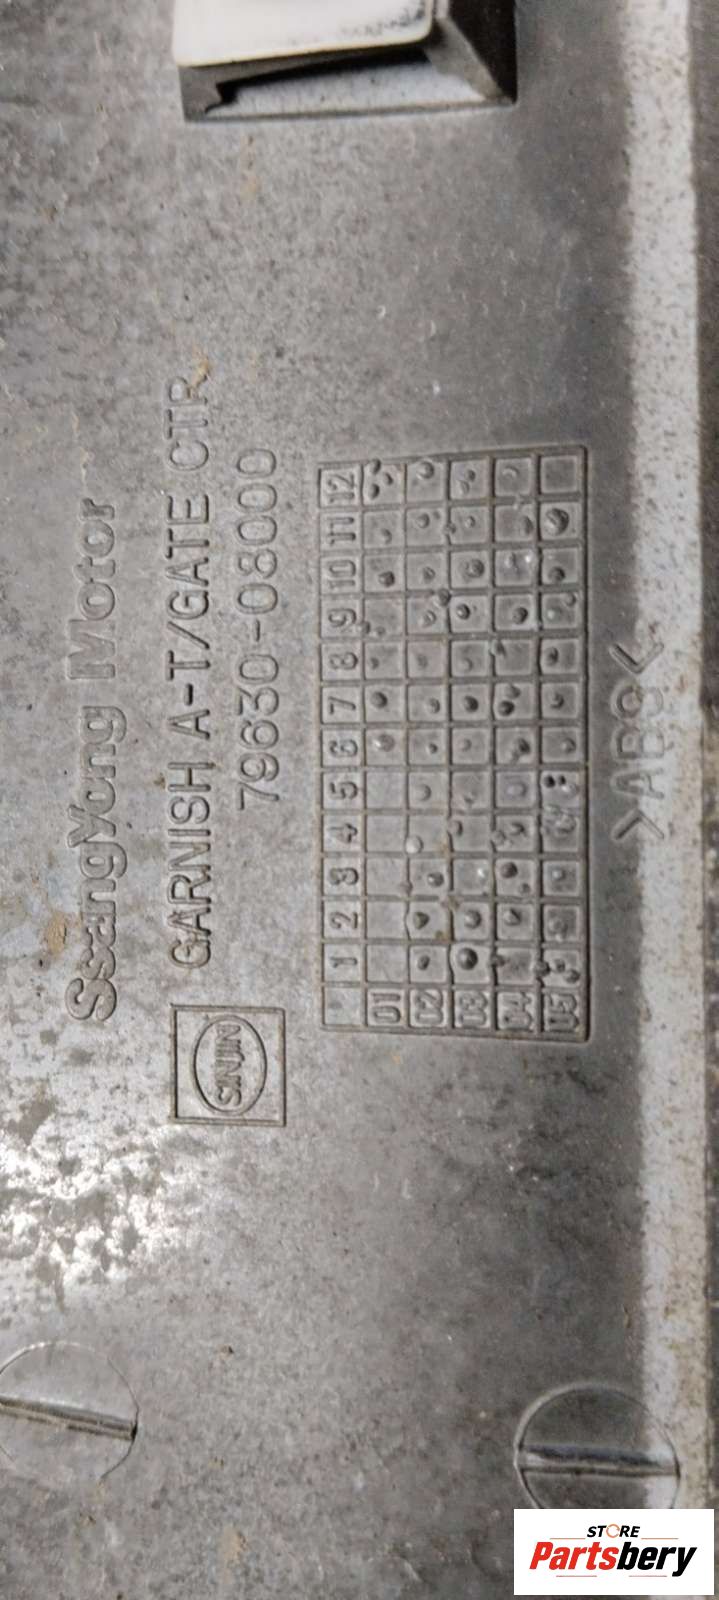 SsangYong Motor
GARNISH A-T/GATE CTR
79630-08000
SINJIN
1 2 3 4 5 6 7 8 9 10 11 12
01
02
03
04
05
>ABS<
STORE
Partsbery